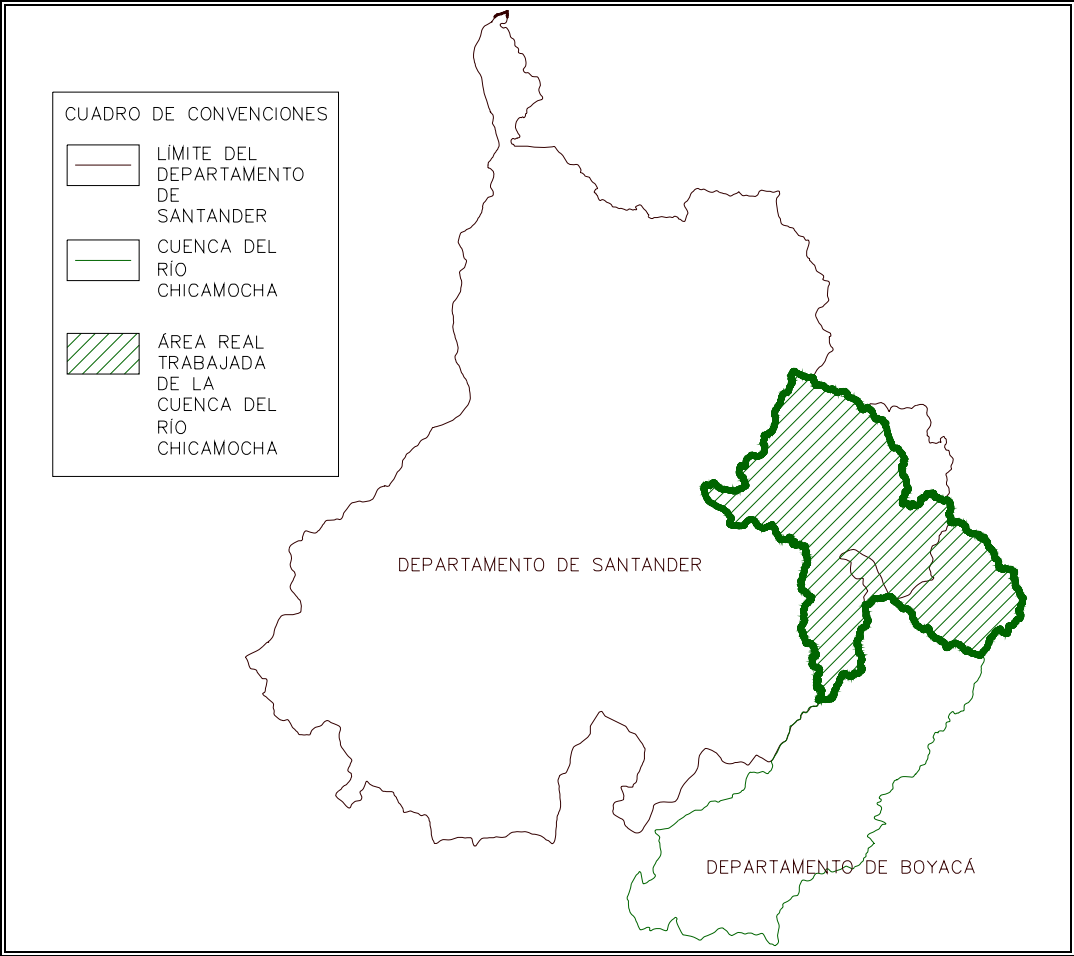 CUADRO DE CONVENCIONES
LÍMITE DEL
DEPARTAMENTO
DE
SANTANDER
CUENCA DEL
RÍO
CHICAMOCHA
ÁREA REAL
TRABAJADA
DE LA
CUENCA DEL
RÍO
CHICAMOCHA
DEPARTAMENTO DE SANTANDER
DEPARTAMENTO DE BOYACÁ